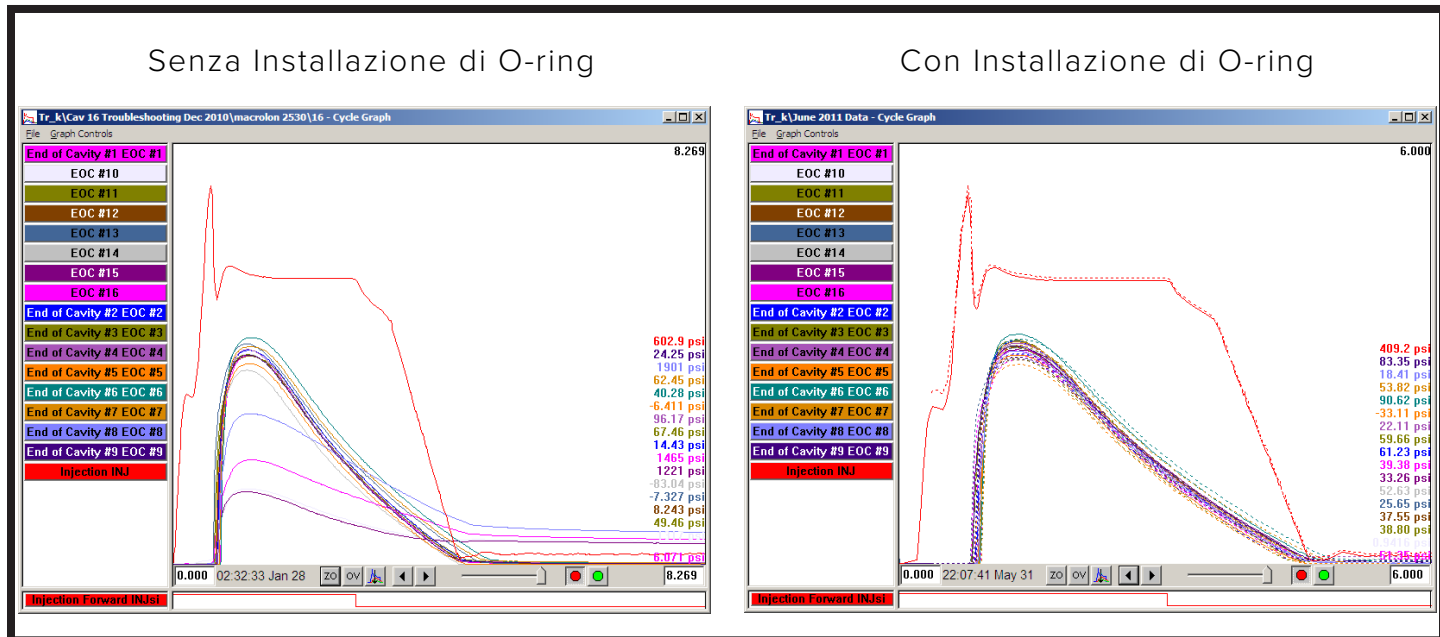 Senza Installazione di O-ring
Tr_k\Cav 16 Troubleshooting Dec 2010\macrolon 2530\16 - Cycle Graph
File Graph Controls
End of Cavity #1 EOC #1
EOC #10
EOC #11
EOC #12
EOC #13
EOC #14
EOC #15
EOC #16
End of Cavity #2 EOC #2
End of Cavity #3 EOC #3
End of Cavity #4 EOC #4
End of Cavity #5 EOC #5
End of Cavity #6 EOC #6
End of Cavity #7 EOC #7
End of Cavity #8 EOC #8
End of Cavity #9 EOC #9
Injection INJ
8.269
602.9 psi
24.25 psi
1901 psi
62.45 psi
40.28 psi
-6.411 psi
96.17 psi
67.46 psi
14.43 psi
1465 psi
1221 psi
-83.04 psi
-7.327 psi
8.243 psi
49.46 psi
6.071 psi
0.000 02:32:33 Jan 28 ZO OV 8.269
Injection Forward INJsi
Con Installazione di O-ring
Tr_k\June 2011 Data - Cycle Graph
File Graph Controls
End of Cavity #1 EOC #1
EOC #10
EOC #11
EOC #12
EOC #13
EOC #14
EOC #15
EOC #16
End of Cavity #2 EOC #2
End of Cavity #3 EOC #3
End of Cavity #4 EOC #4
End of Cavity #5 EOC #5
End of Cavity #6 EOC #6
End of Cavity #7 EOC #7
End of Cavity #8 EOC #8
End of Cavity #9 EOC #9
Injection INJ
6.000
409.2 psi
83.35 psi
18.41 psi
53.82 psi
90.62 psi
-33.11 psi
22.11 psi
59.66 psi
61.23 psi
39.38 psi
33.26 psi
52.63 psi
25.65 psi
37.55 psi
38.80 psi
psi
0.000 22:07:41 May 31 ZO OV 6.000
Injection Forward INJsi